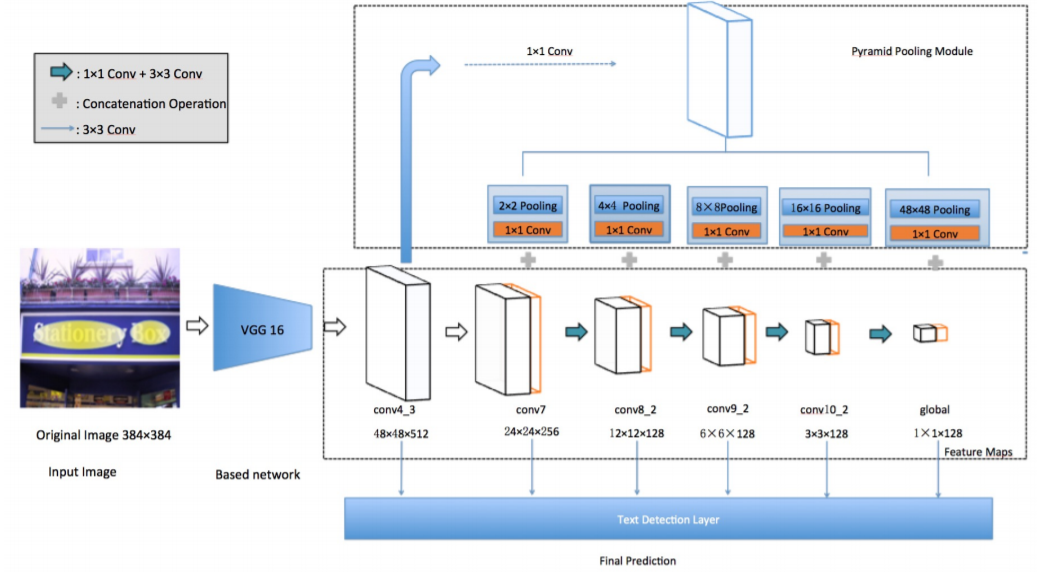 1×1 Conv
Pyramid Pooling Module
: 1×1 Conv + 3×3 Conv
: Concatenation Operation
: 3×3 Conv
2×2 Pooling
1×1 Conv
4×4 Pooling
1×1 Conv
8×8Pooling
1×1 Conv
16×16 Pooling
1×1 Conv
48×48 Pooling
1×1 Conv
Stationery Box
VGG 16
conv4_3
48×48×512
conv7
24×24×256
conv8_2
12×12×128
conv9_2
6×6×128
conv10_2
3×3×128
global
1×1×128
Original Image 384×384
Input Image
Based network
Feature Maps
Text Detection Layer
Final Prediction